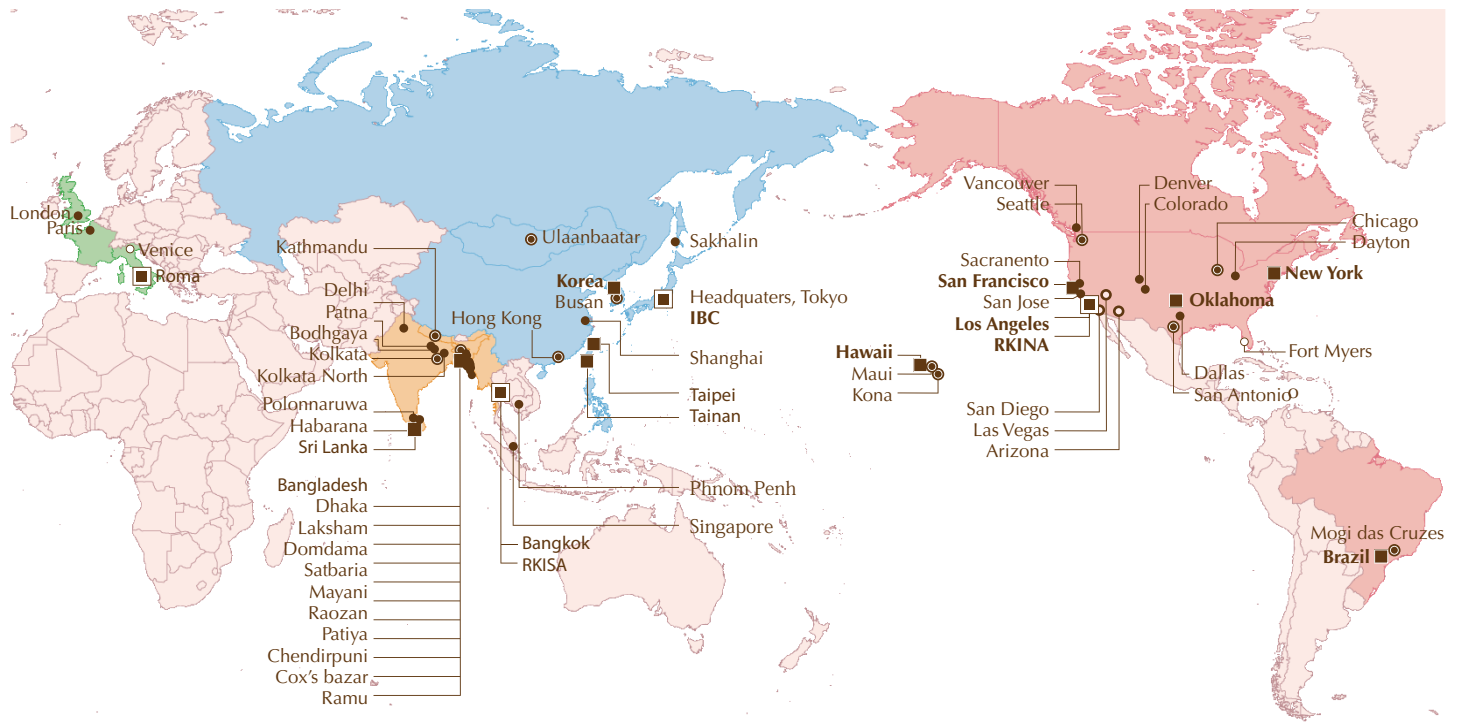 London
Paris
Venice
Roma
Kathmandu
Delhi
Patna
Bodhgaya
Kolkata
Kolkata North
Polonnaruwa
Habarana
Sri Lanka
Bangladesh
Dhaka
Laksham
Domdama
Satbaria
Mayani
Raozan
Patiya
Chendirpuni
Cox's bazar
Ramu
Ulaanbaatar
Sakhalin
Korea
Busan
Headquaters, Tokyo
IBC
Hong Kong
Shanghai
Taipei
Tainan
Phnom Penh
Singapore
Bangkok
RKISA
Hawaii
Maui
Kona
Vancouver
Seattle
Denver
Colorado
Chicago
Dayton
Sacranento
San Francisco
San Jose
Los Angeles
RKINA
New York
Oklahoma
Fort Myers
Dallas
San Antonio
San Diego
Las Vegas
Arizona
Mogi das Cruzes
Brazil